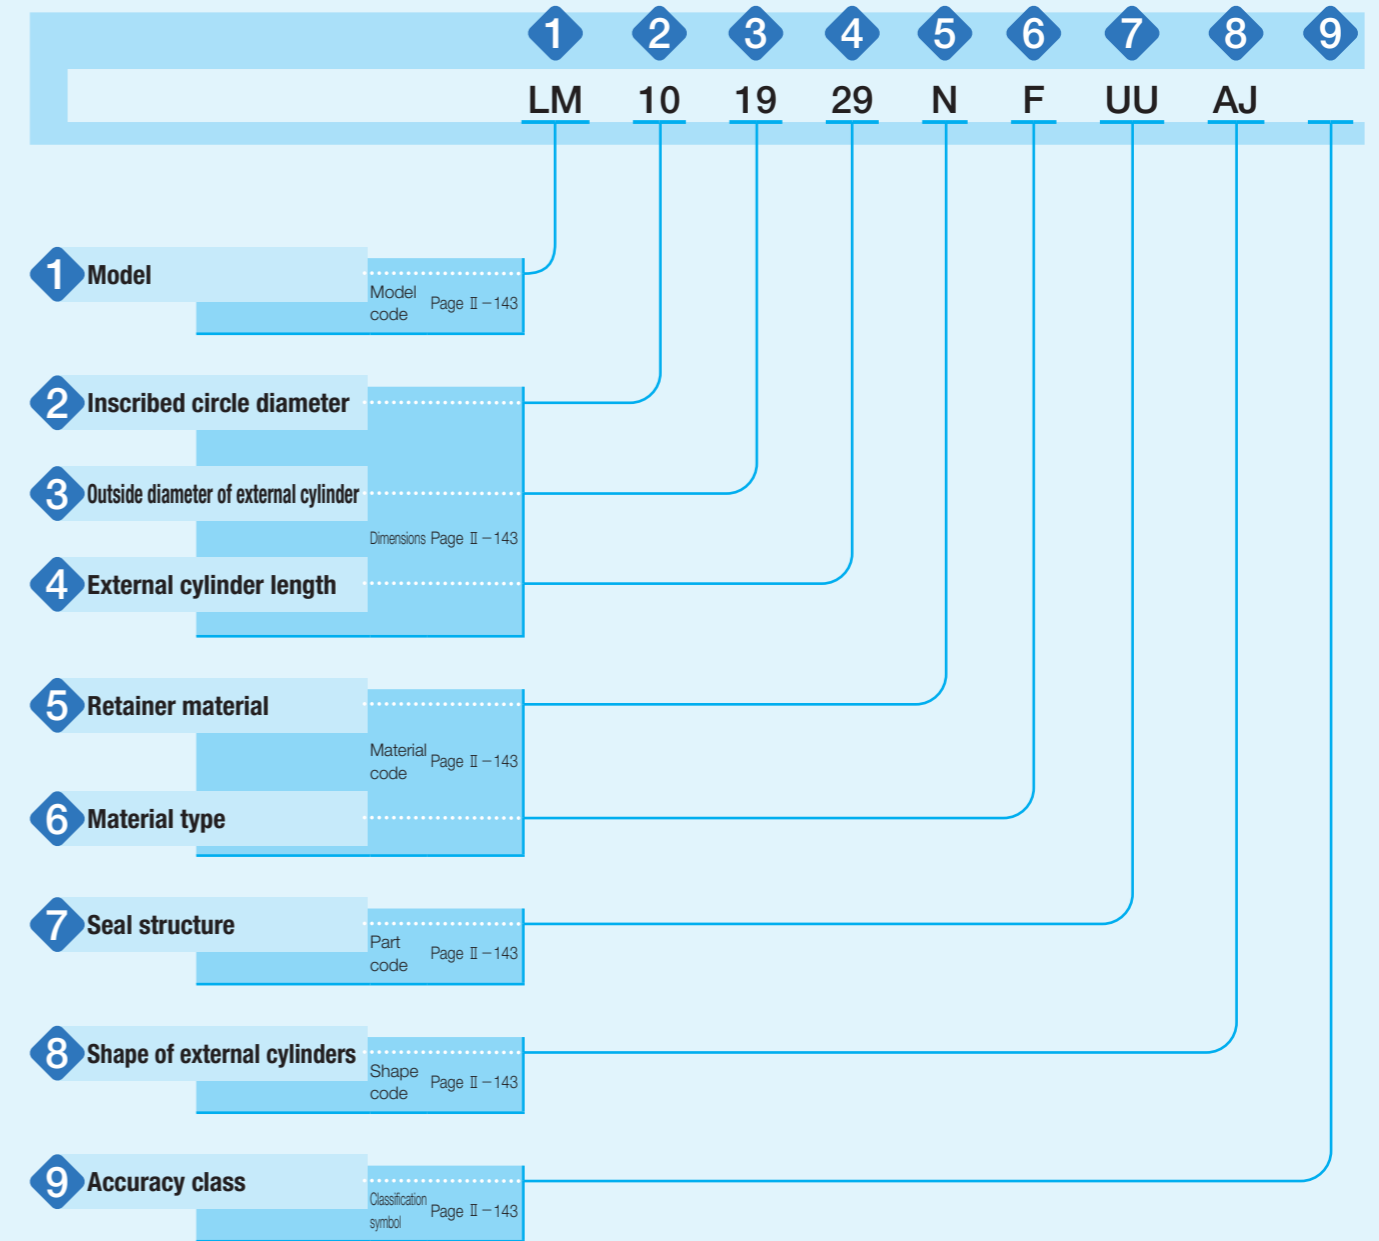 1 2 3 4 5 6 7 8 9
LM 10 19 29 N F UU AJ
1 Model
Model code Page Ⅱ－143
2 Inscribed circle diameter
3 Outside diameter of external cylinder
Dimensions Page Ⅱ－143
4 External cylinder length
5 Retainer material
Material code Page Ⅱ－143
6 Material type
7 Seal structure
Part code Page Ⅱ－143
8 Shape of external cylinders
Shape code Page Ⅱ－143
9 Accuracy class
Classification symbol Page Ⅱ－143